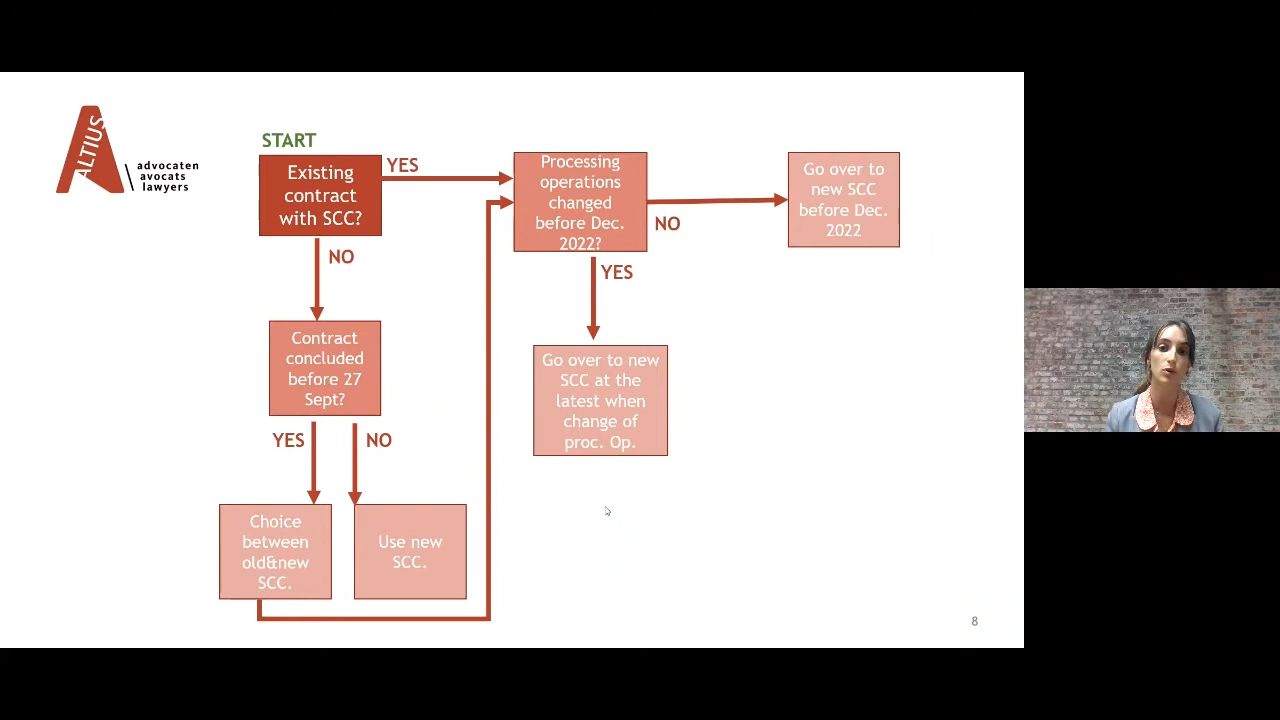 ALTIUS
advocaten
avocats
lawyers
START
Existing
contract
with SCC?
YES
Processing
operations
changed
before Dec.
2022?
NO
Go over to
new SCC
before Dec.
2022
NO
YES
Contract
concluded
before 27
Sept?
Go over to new
SCC at the
latest when
change of
proc. Op.
YES
NO
Choice
between
old&new
SCC.
Use new
SCC.
8